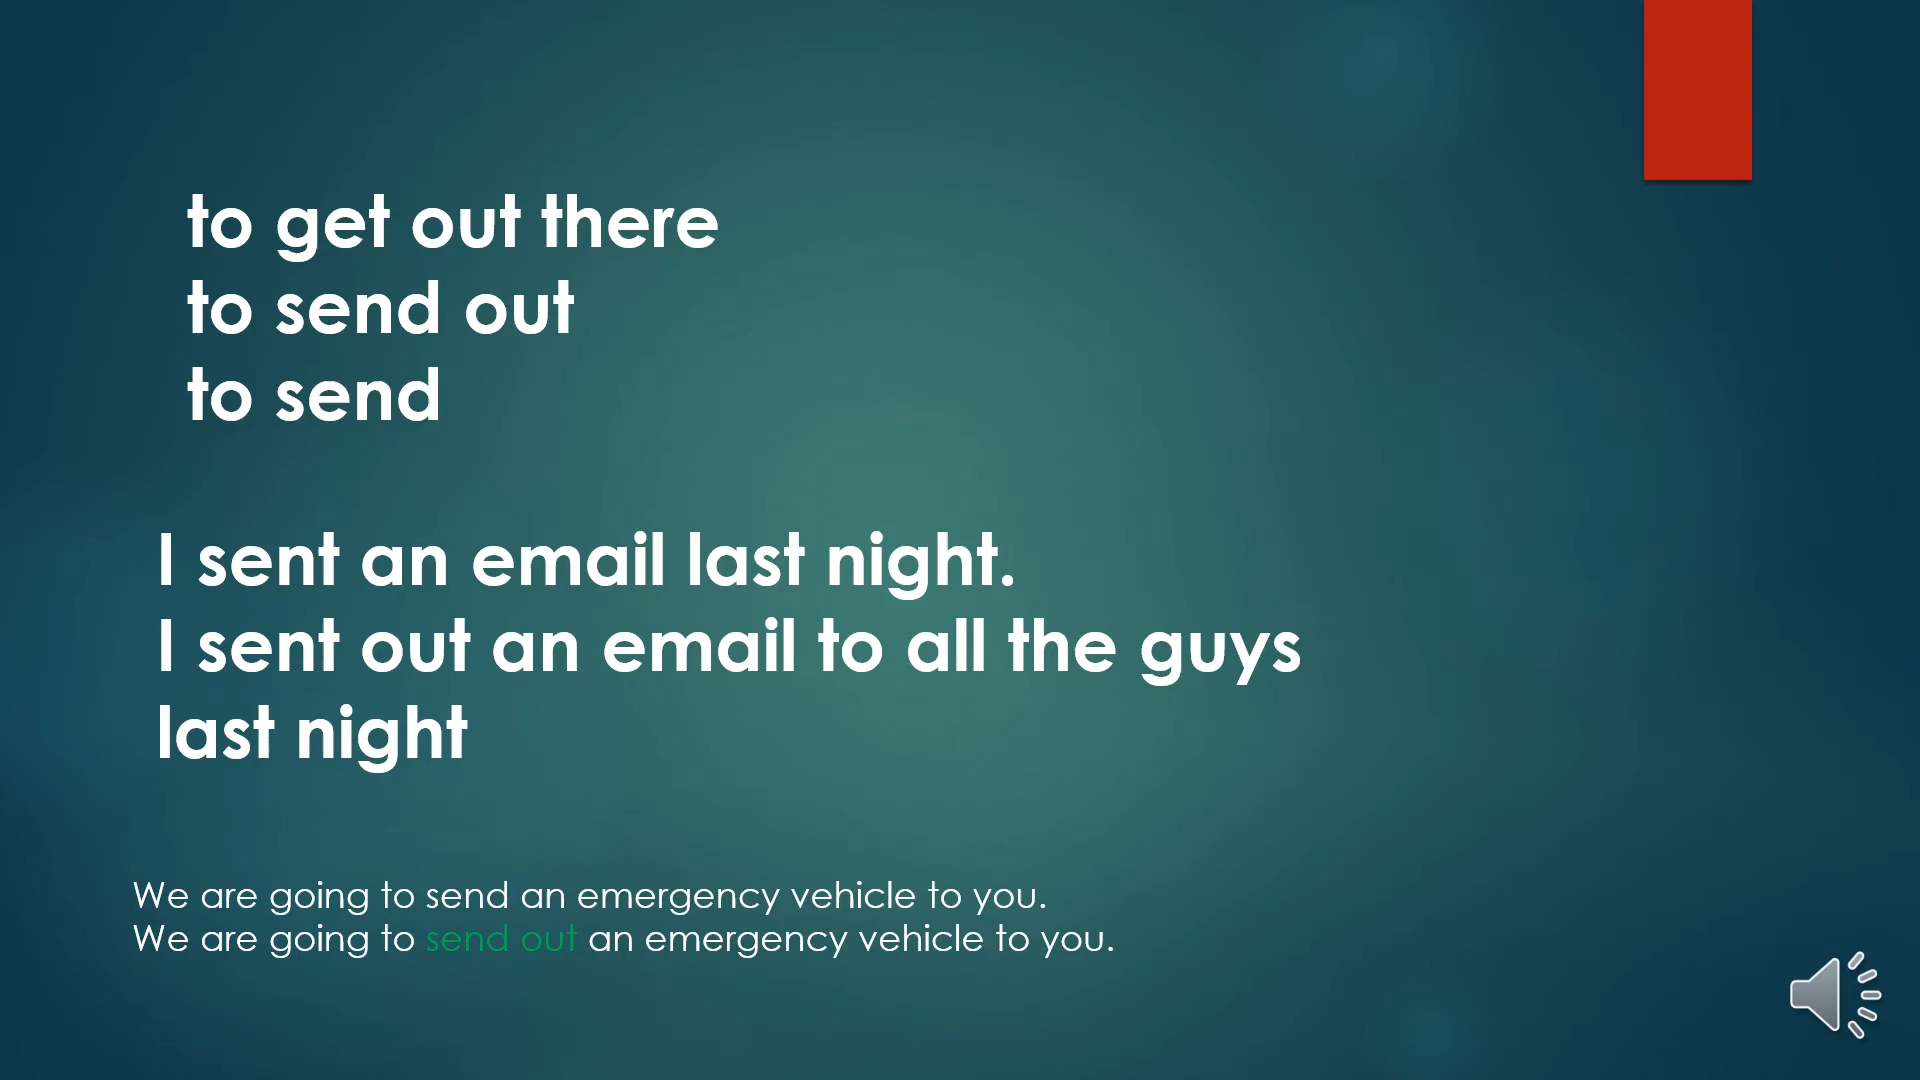 to get out there
to send out
to send
I sent an email last night.
I sent out an email to all the guys
last night
We are going to send an emergency vehicle to you.
We are going to send out an emergency vehicle to you.